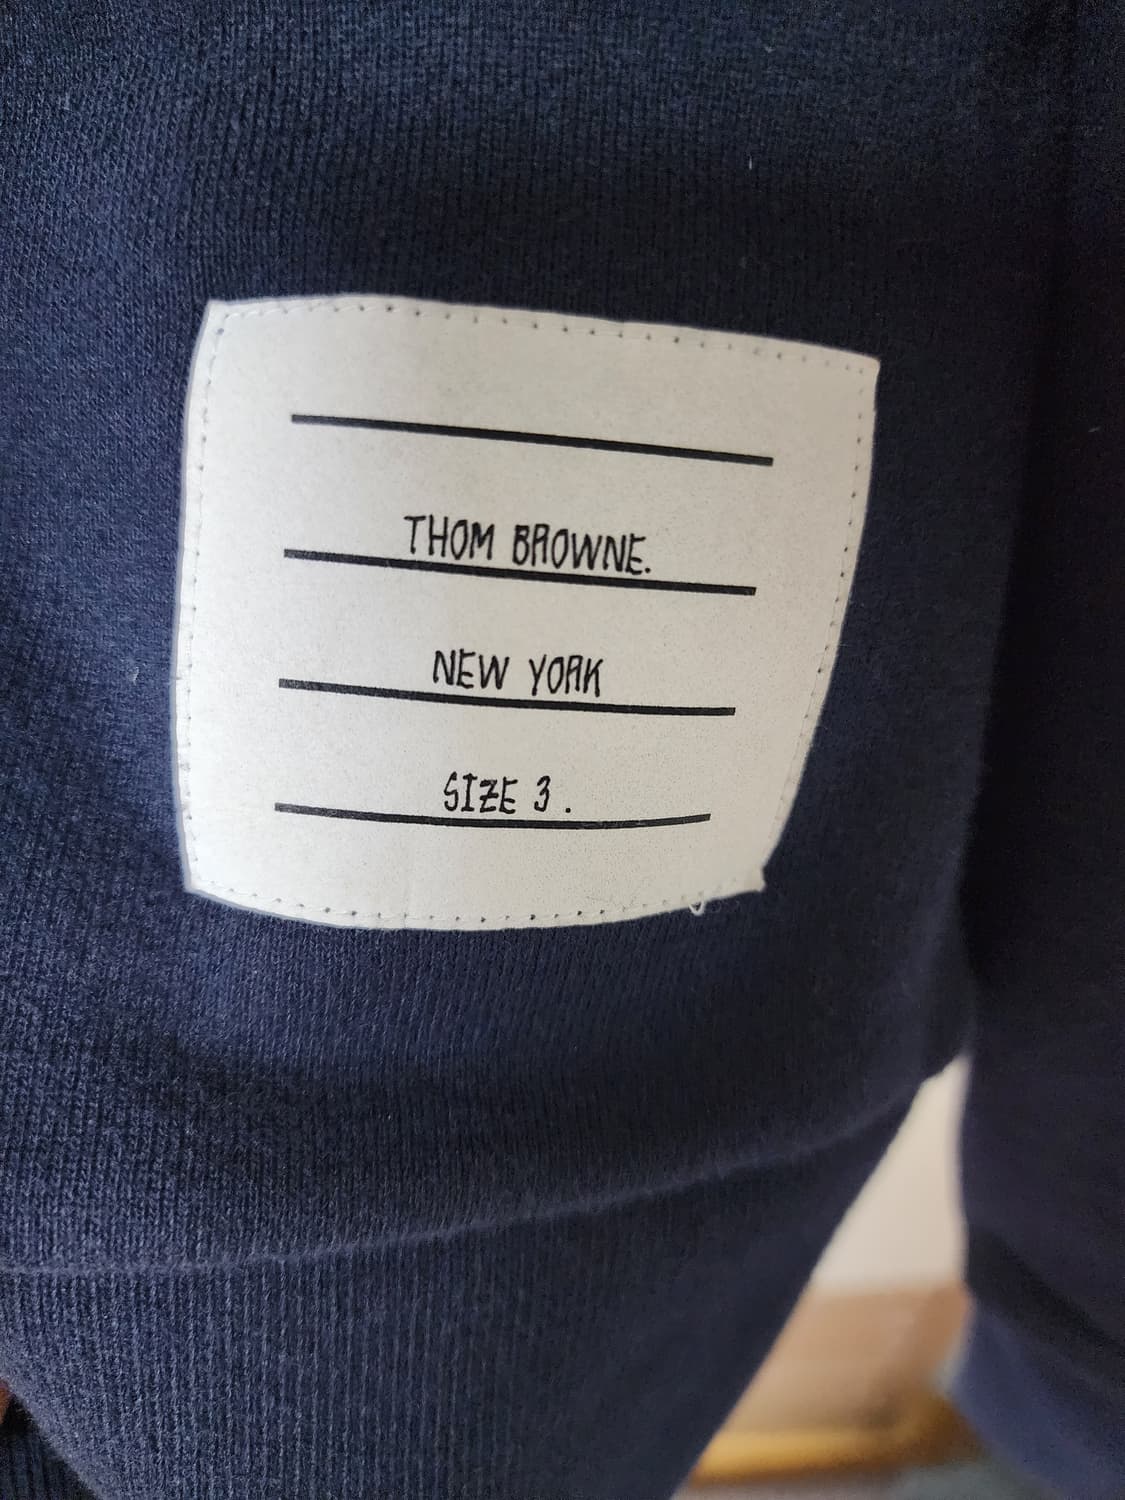 THOM BROWNE.
NEW YORK
SIZE 3 .